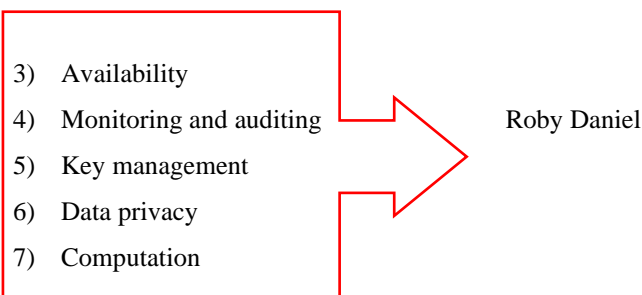 3) Availability
4) Monitoring and auditing Roby Daniel
5) Key management
6) Data privacy
7) Computation